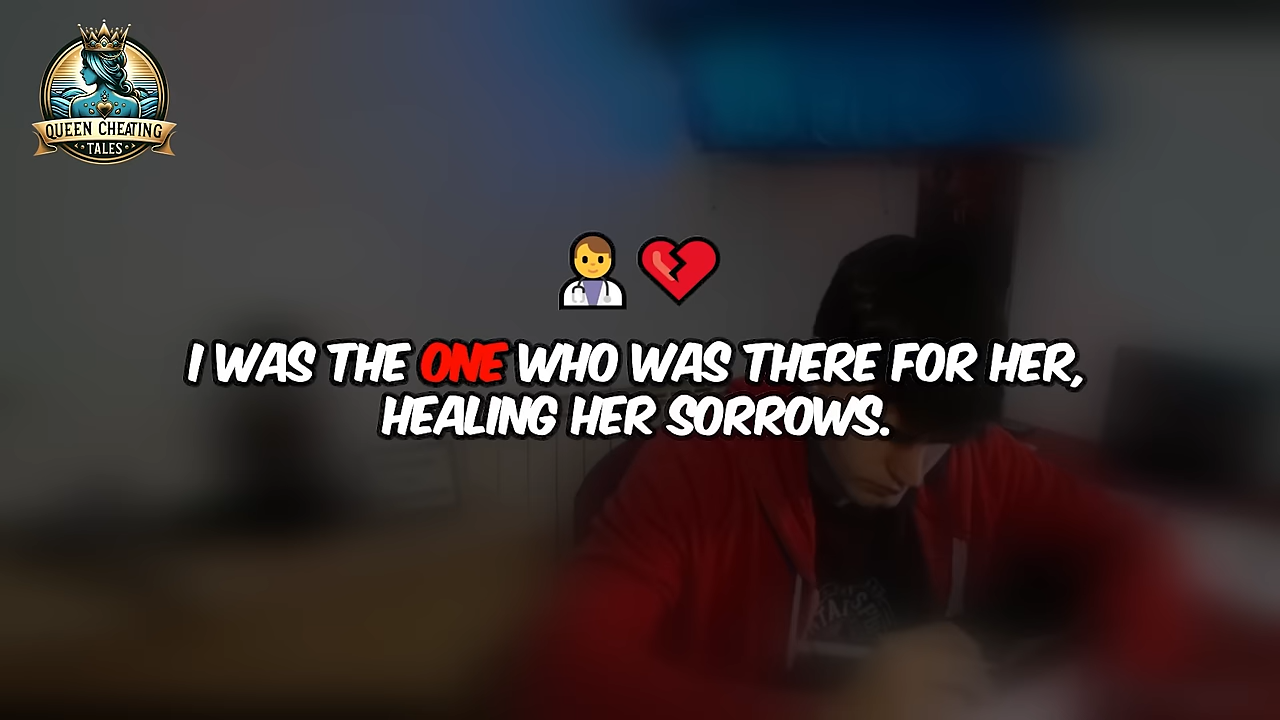 QUEEN CHEATING
TALES
I WAS THE ONE WHO WAS THERE FOR HER,
HEALING HER SORROWS.